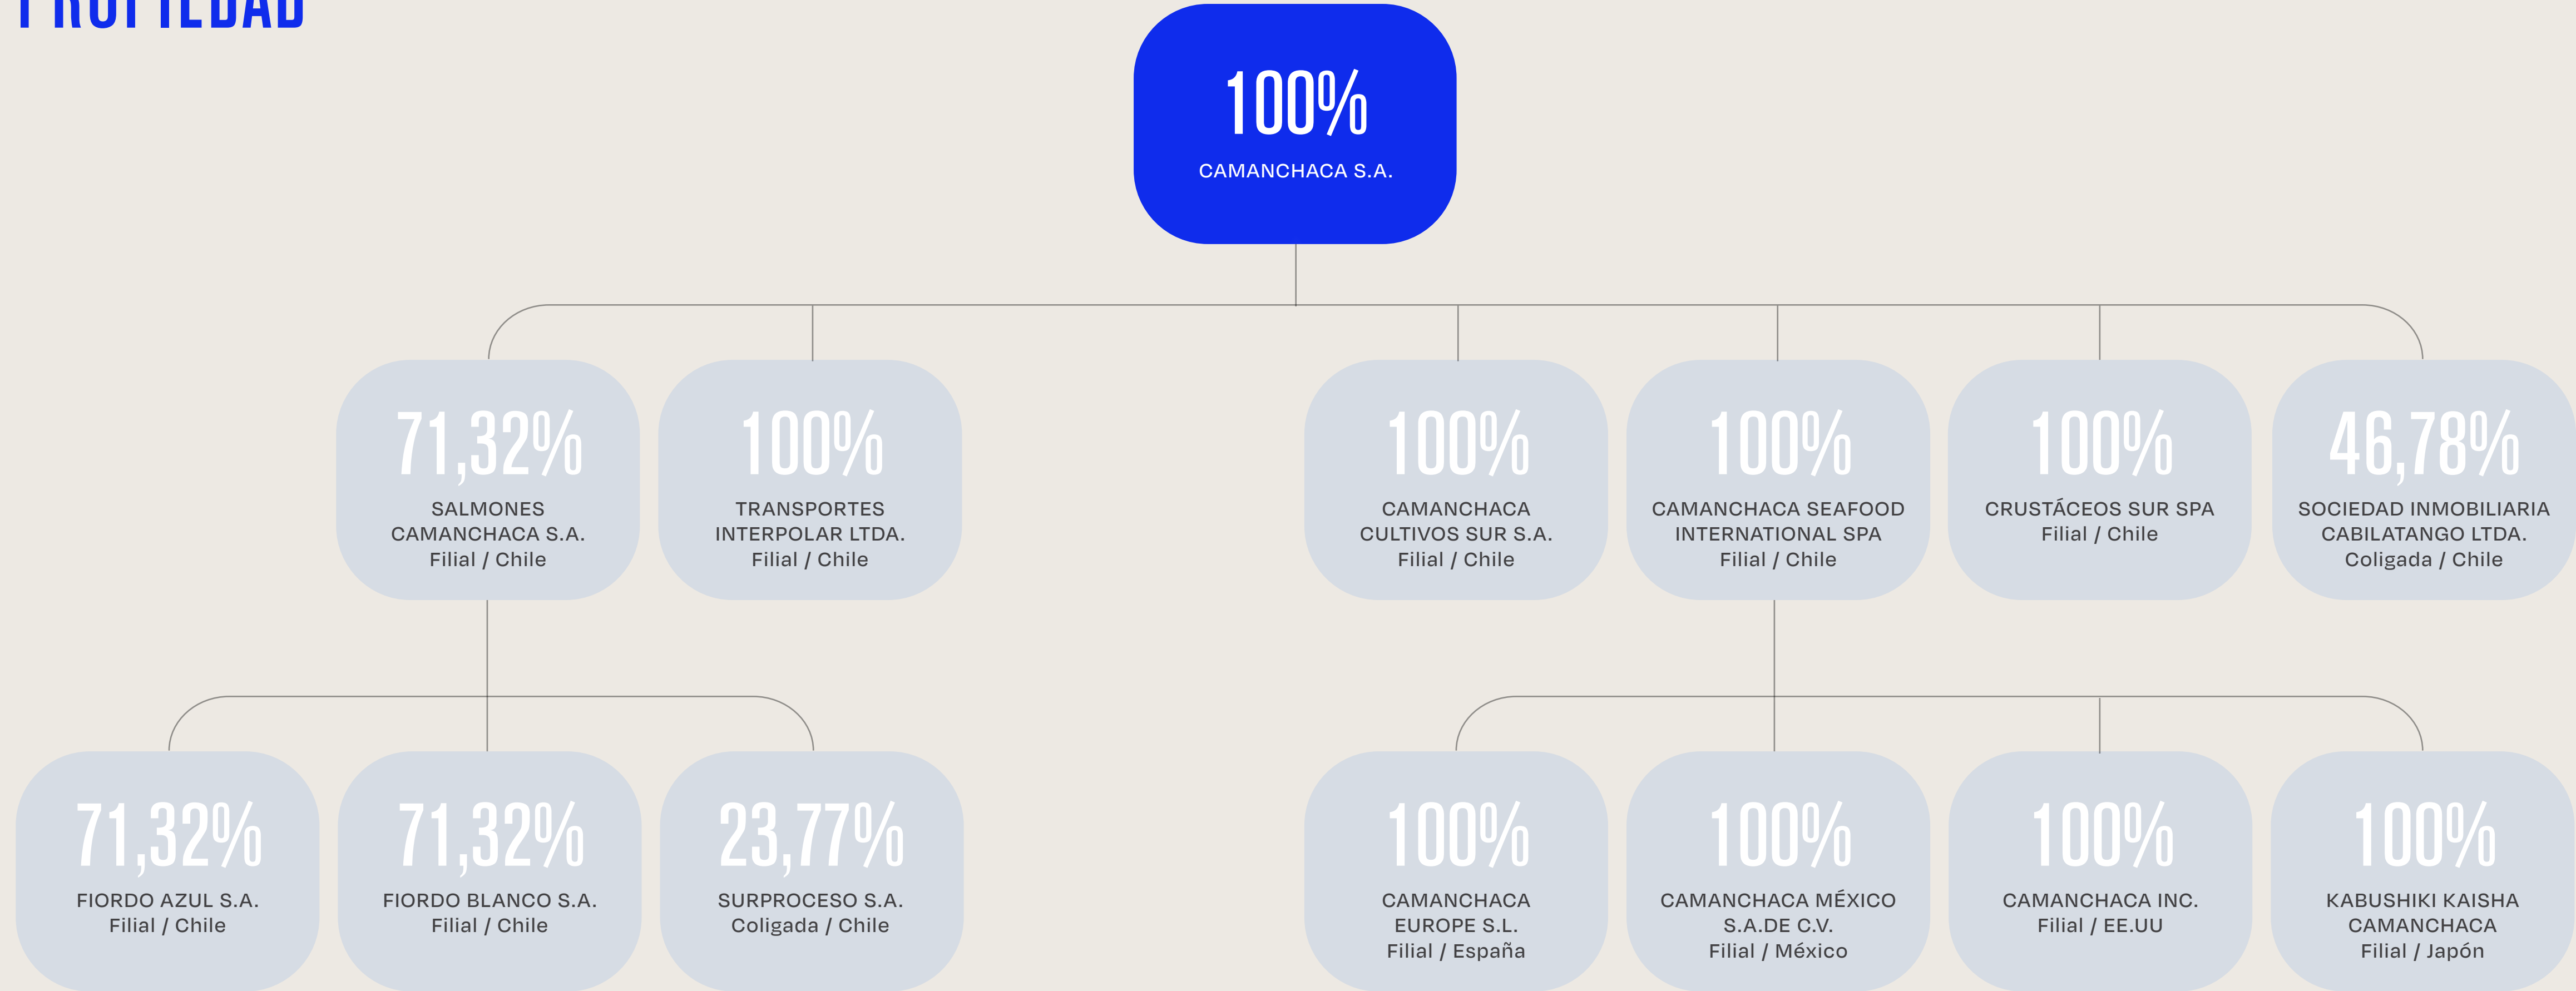 PROPIEDAD
100%
CAMANCHACA S.A.
71,32%
SALMONES
CAMANCHACA S.A.
Filial / Chile
100%
TRANSPORTES
INTERPOLAR LTDA.
Filial / Chile
100%
CAMANCHACA
CULTIVOS SUR S.A.
Filial / Chile
100%
CAMANCHACA SEAFOOD
INTERNATIONAL SPA
Filial / Chile
100%
CRUSTÁCEOS SUR SPA
Filial / Chile
46,78%
SOCIEDAD INMOBILIARIA
CABILATANGO LTDA.
Coligada / Chile
71,32%
FIORDO AZUL S.A.
Filial / Chile
71,32%
FIORDO BLANCO S.A.
Filial / Chile
23,77%
SURPROCESO S.A.
Coligada / Chile
100%
CAMANCHACA
EUROPE S.L.
Filial / España
100%
CAMANCHACA MÉXICO
S.A.DE C.V.
Filial / México
100%
CAMANCHACA INC.
Filial / EE.UU
100%
KABUSHIKI KAISHA
CAMANCHACA
Filial / Japón